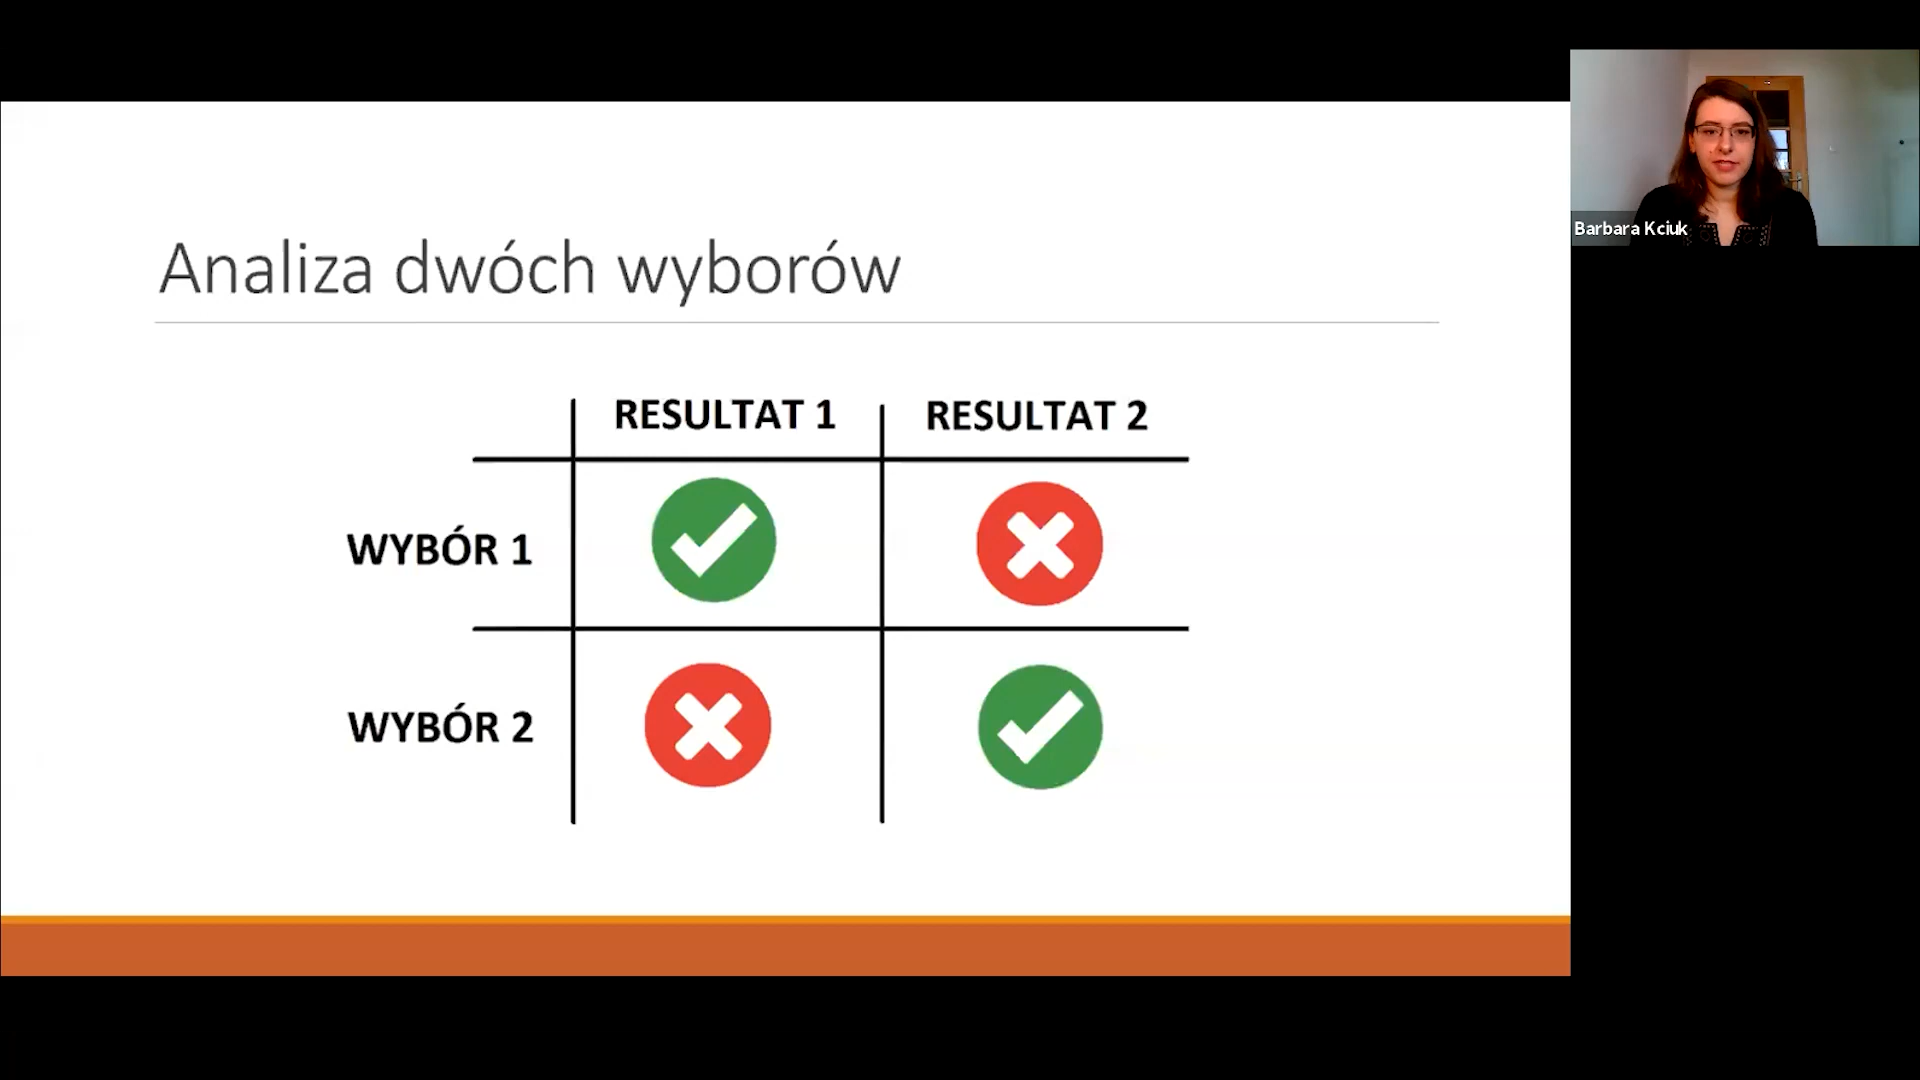 Analiza dwóch wyborów
RESULTAT 1 RESULTAT 2
WYBÓR 1
WYBÓR 2
Barbara Kciuk